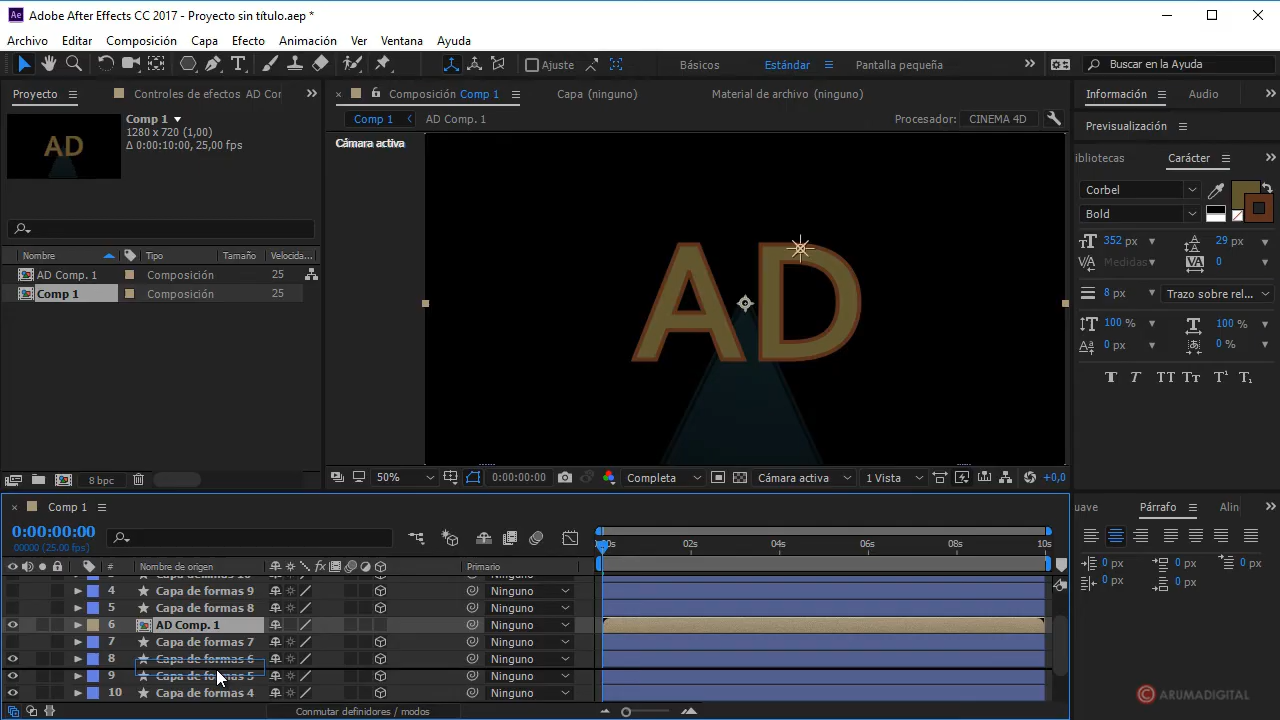 Adobe After Effects CC 2017 - Proyecto sin título.aep *
Archivo Editar Composición Capa Efecto Animación Ver Ventana Ayuda
Ajuste Básicos Estándar Pantalla pequeña Buscar en la Ayuda
Proyecto Controles de efectos AD Cor
Composición Comp 1 Capa (ninguno) Material de archivo (ninguno)
Información Audio
Comp 1 AD Comp. 1 Procesador: CINEMA 4D
Comp 1
1280 x 720 (1,00)
Δ 0:00:10:00, 25,00 fps
AD
Cámara activa
AD
Previsualización
ibliotecas Carácter
Corbel
Bold
352 px 29 px
Medidas 0
8 px Trazo sobre rel...
100 % 100 %
0 px 0 %
Nombre Tipo Tamaño Velocida...
AD Comp. 1 Composición 25
Comp 1 Composición 25
8 bpc
50% 0:00:00:00 Completa Cámara activa 1 Vista +0,0
Comp 1
0:00:00:00
00000 (25.00 fps)
00s 02s 04s 06s 08s 10s
# Nombre de origen Primario
4 Capa de formas 9 Ninguno
5 Capa de formas 8 Ninguno
6 AD Comp. 1 Ninguno
7 Capa de formas 7 Ninguno
8 Capa de formas 6 Ninguno
9 Capa de formas 5 Ninguno
10 Capa de formas 4 Ninguno
Conmutar definidores / modos
uave Párrafo Alin
0 px 0 px 0 px
0 px 0 px
© ARUMADIGITAL